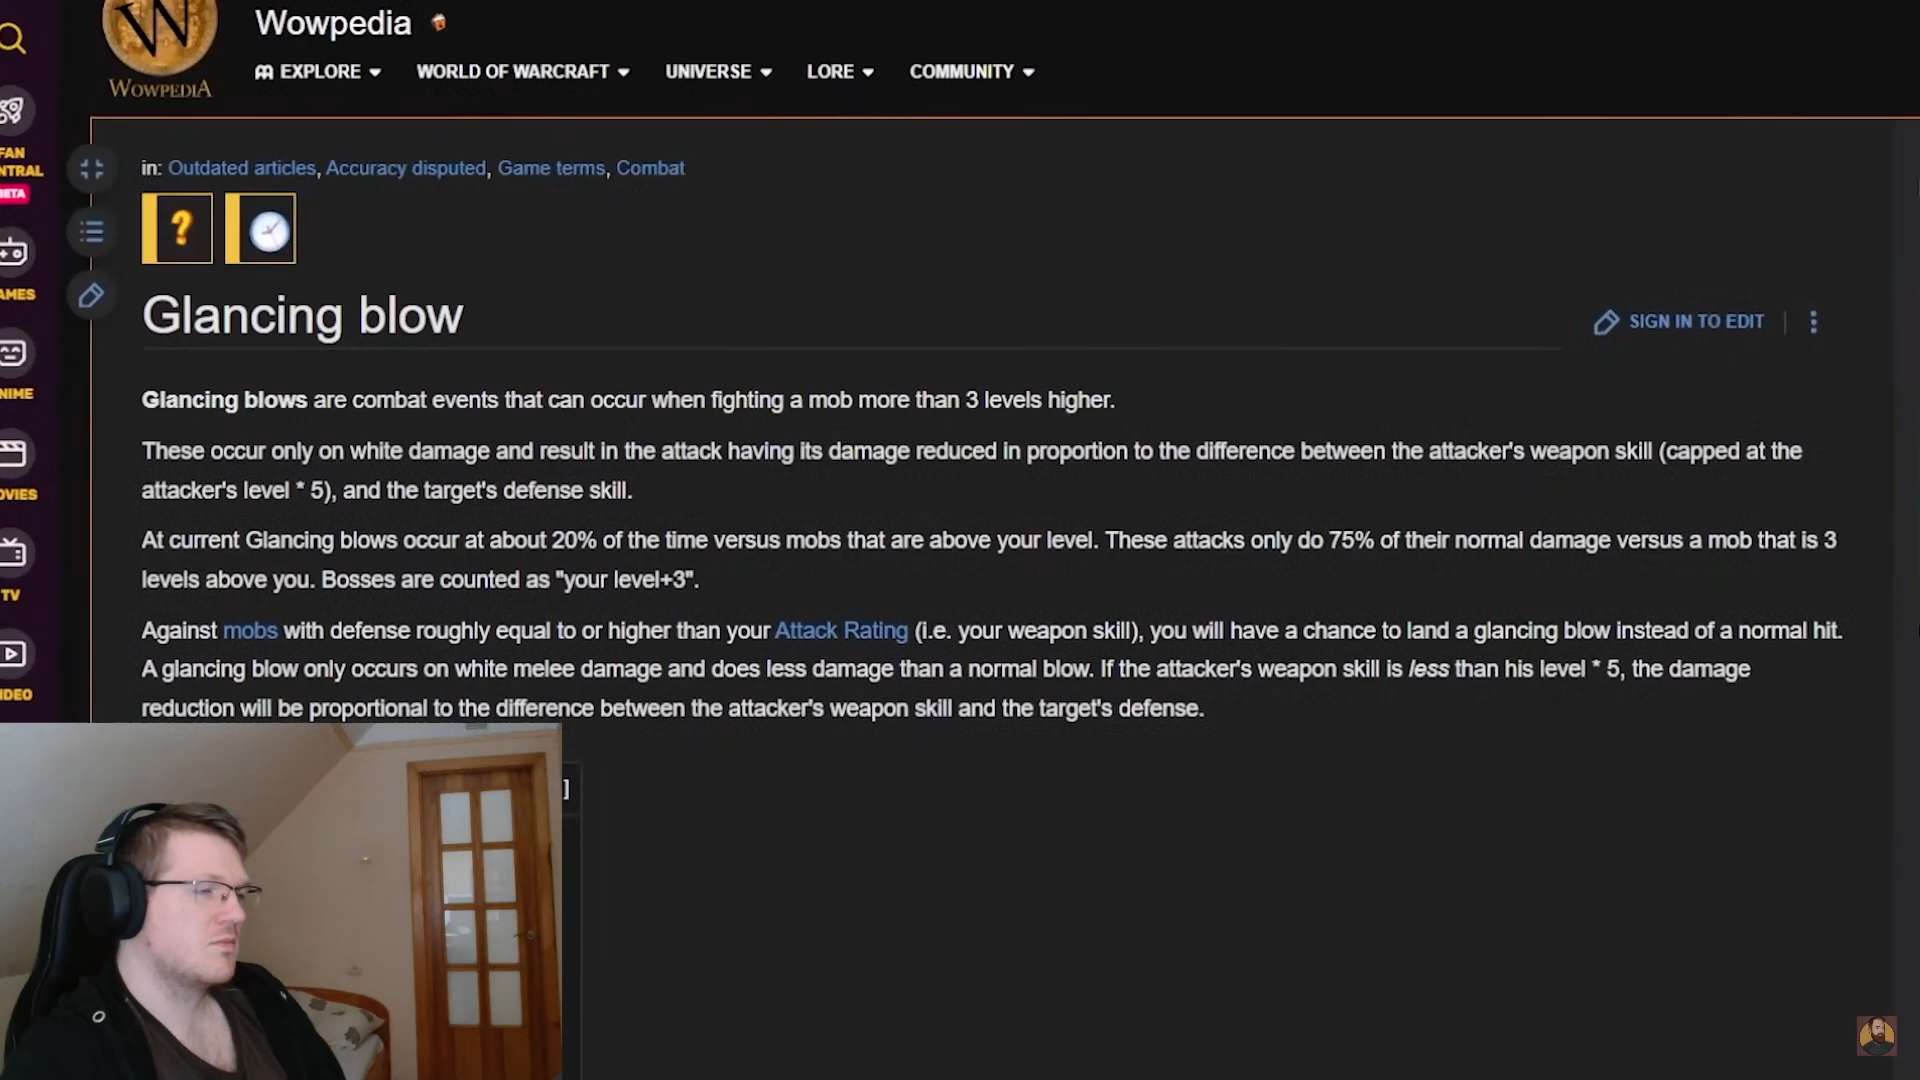 Wowpedia
WOWPEDIA
EXPLORE WORLD OF WARCRAFT UNIVERSE LORE COMMUNITY
FAN
NTRAL
BETA
AMES
NIME
OVIES
TV
IDEO
in: Outdated articles, Accuracy disputed, Game terms, Combat
?
Glancing blow
SIGN IN TO EDIT
Glancing blows are combat events that can occur when fighting a mob more than 3 levels higher.
These occur only on white damage and result in the attack having its damage reduced in proportion to the difference between the attacker's weapon skill (capped at the
attacker's level * 5), and the target's defense skill.
At current Glancing blows occur at about 20% of the time versus mobs that are above your level. These attacks only do 75% of their normal damage versus a mob that is 3
levels above you. Bosses are counted as "your level+3".
Against mobs with defense roughly equal to or higher than your Attack Rating (i.e. your weapon skill), you will have a chance to land a glancing blow instead of a normal hit.
A glancing blow only occurs on white melee damage and does less damage than a normal blow. If the attacker's weapon skill is less than his level * 5, the damage
reduction will be proportional to the difference between the attacker's weapon skill and the target's defense.
]